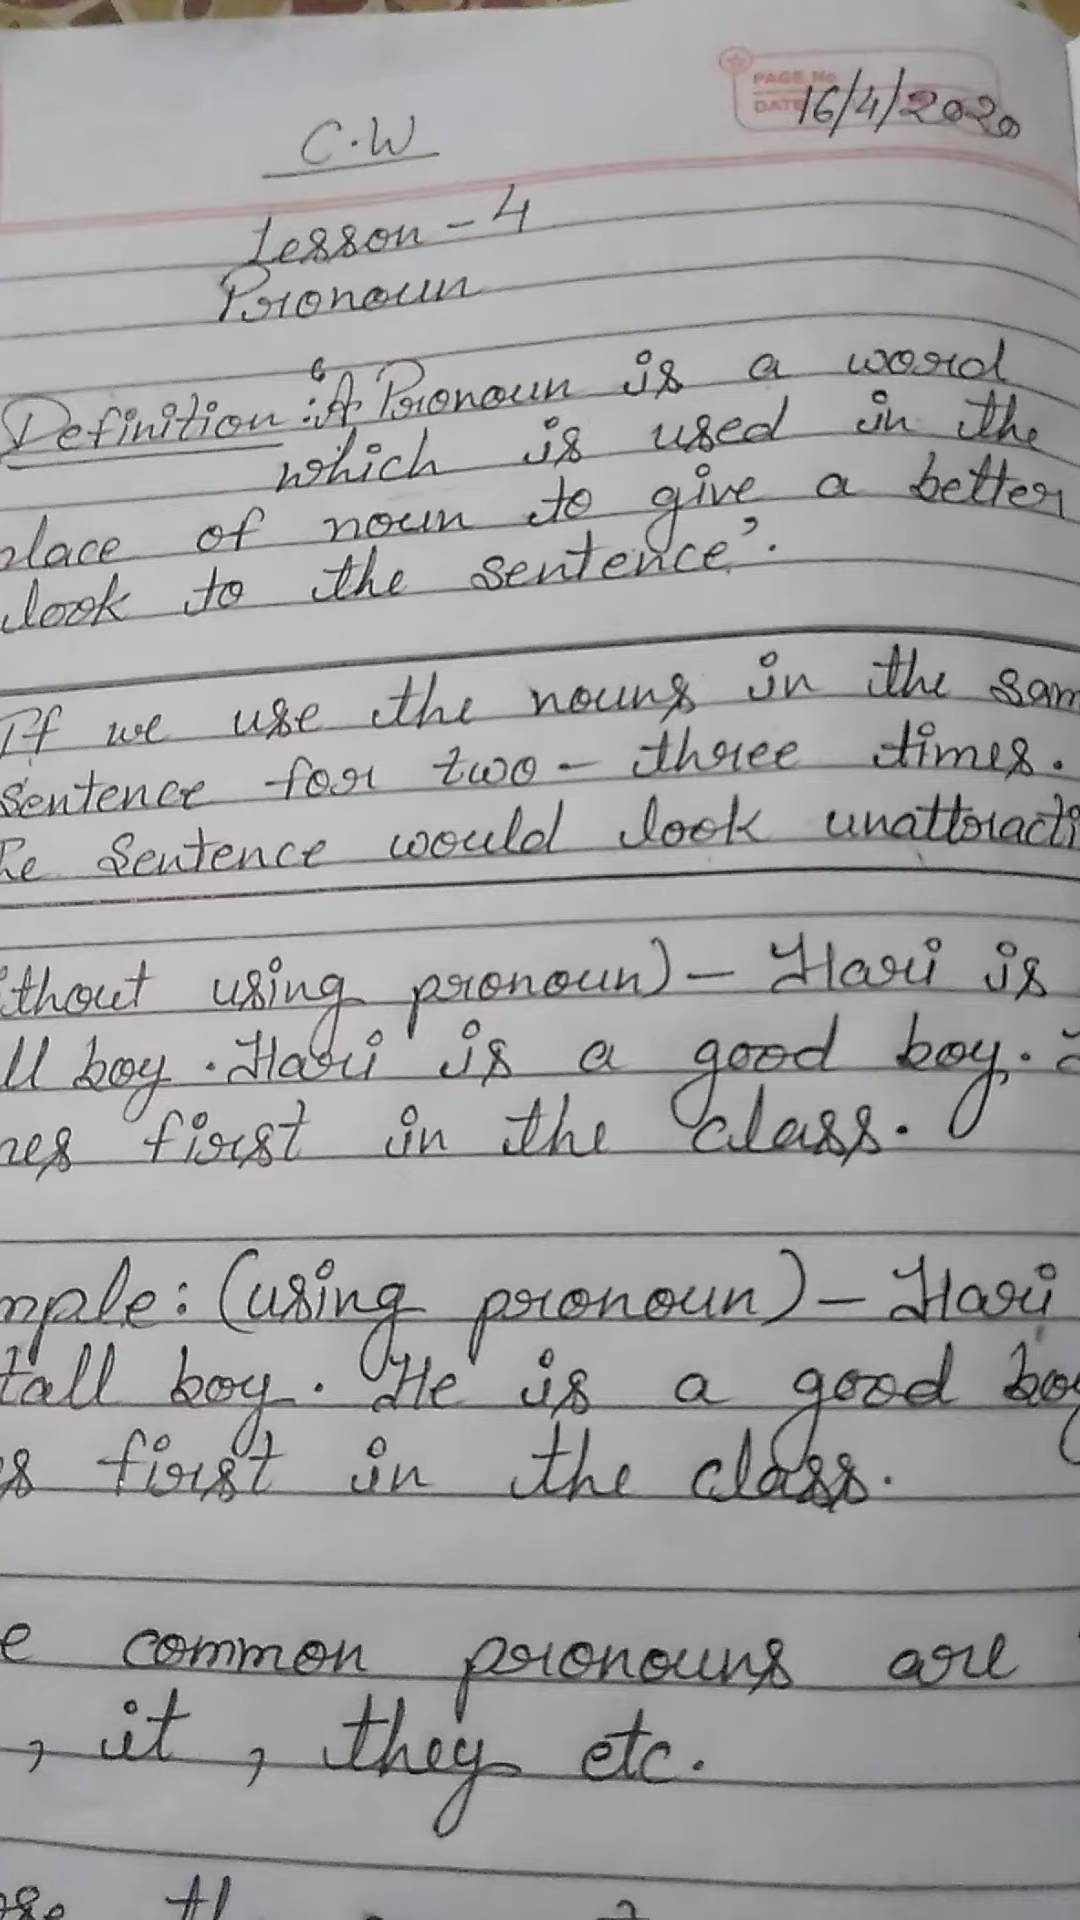 PAGE No.
DATE 16/4/2020
C.W
Lesson - 4
Pronoun
Definition : ‘A Pronoun is a word
which is used in the
place of noun to give a better
look to the sentence’.
If we use the nouns in the sam
sentence for two - three times.
he Sentence would look unattracti
ithout using pronoun) - Hari is
ll boy. Hari is a good boy.
mes first in the class.
mple: (using pronoun) - Hari
tall boy. He is a good boy
s first in the class.
e common pronouns are
, it, they etc.